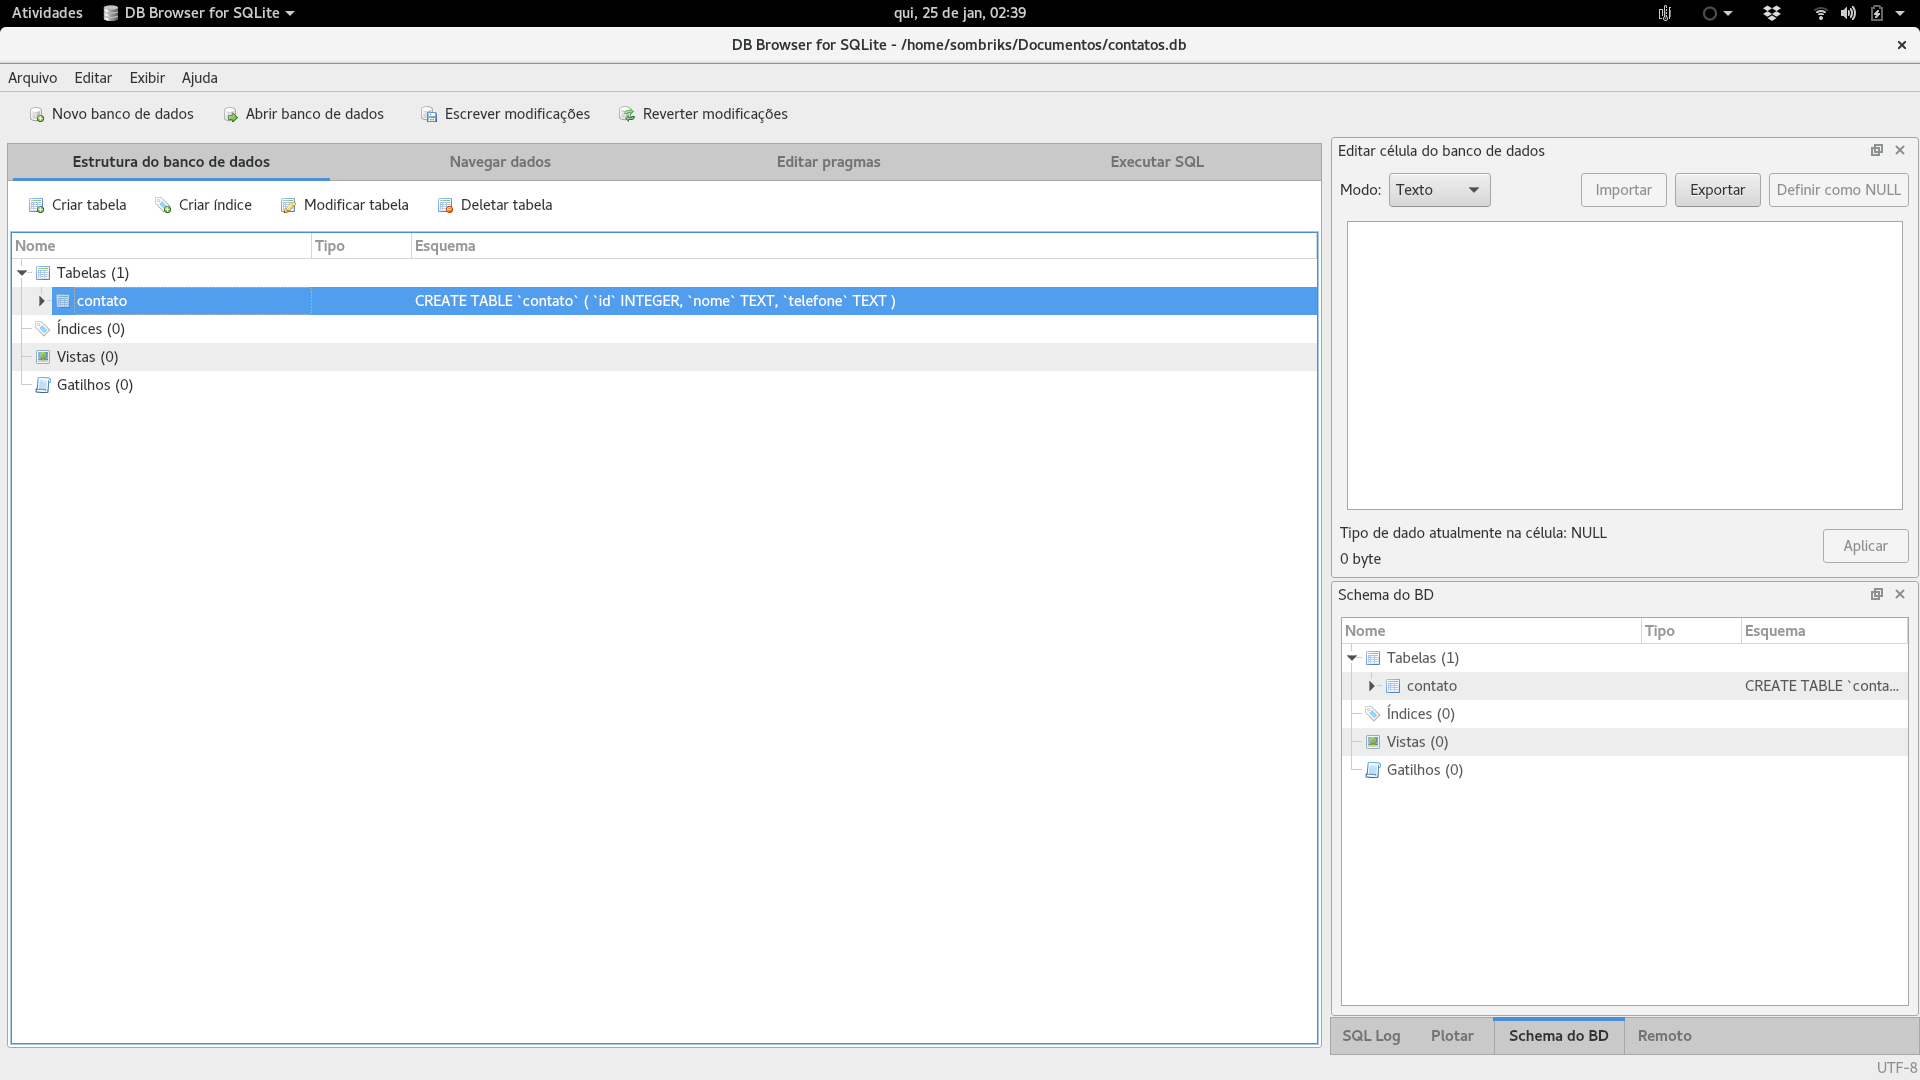 Atividades DB Browser for SQLite qui, 25 de jan, 02:39
DB Browser for SQLite - /home/sombriks/Documentos/contatos.db
Arquivo Editar Exibir Ajuda
Novo banco de dados Abrir banco de dados Escrever modificações Reverter modificações
Estrutura do banco de dados Navegar dados Editar pragmas Executar SQL
Criar tabela Criar índice Modificar tabela Deletar tabela
Nome Tipo Esquema
Tabelas (1)
contato CREATE TABLE `contato` ( `id` INTEGER, `nome` TEXT, `telefone` TEXT )
Índices (0)
Vistas (0)
Gatilhos (0)
Editar célula do banco de dados
Modo: Texto Importar Exportar Definir como NULL
Tipo de dado atualmente na célula: NULL
0 byte
Aplicar
Schema do BD
Nome Tipo Esquema
Tabelas (1)
contato CREATE TABLE `conta...
Índices (0)
Vistas (0)
Gatilhos (0)
SQL Log Plotar Schema do BD Remoto
UTF-8